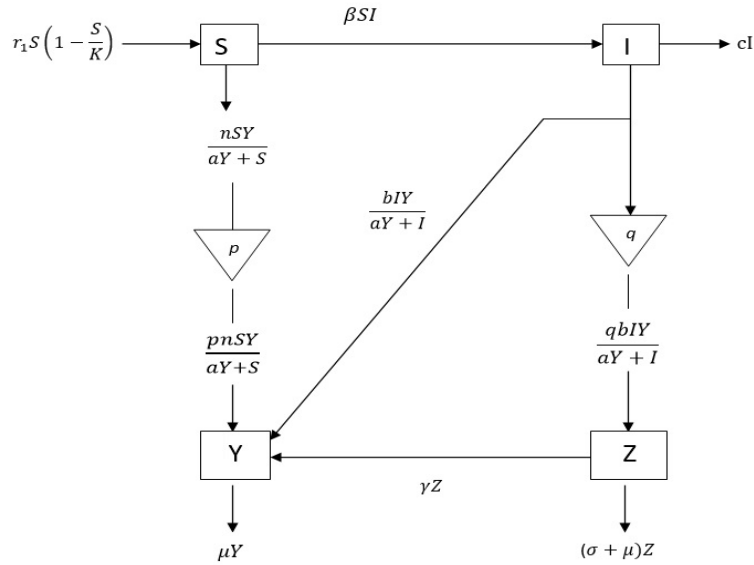 r₁S(1 − S/K)
S
βSI
I
cI
nSY/(aY + S)
bIY/(aY + I)
p
q
pnSY/(aY+S)
qbIY/(aY + I)
Y
γZ
Z
μY
(σ + μ)Z